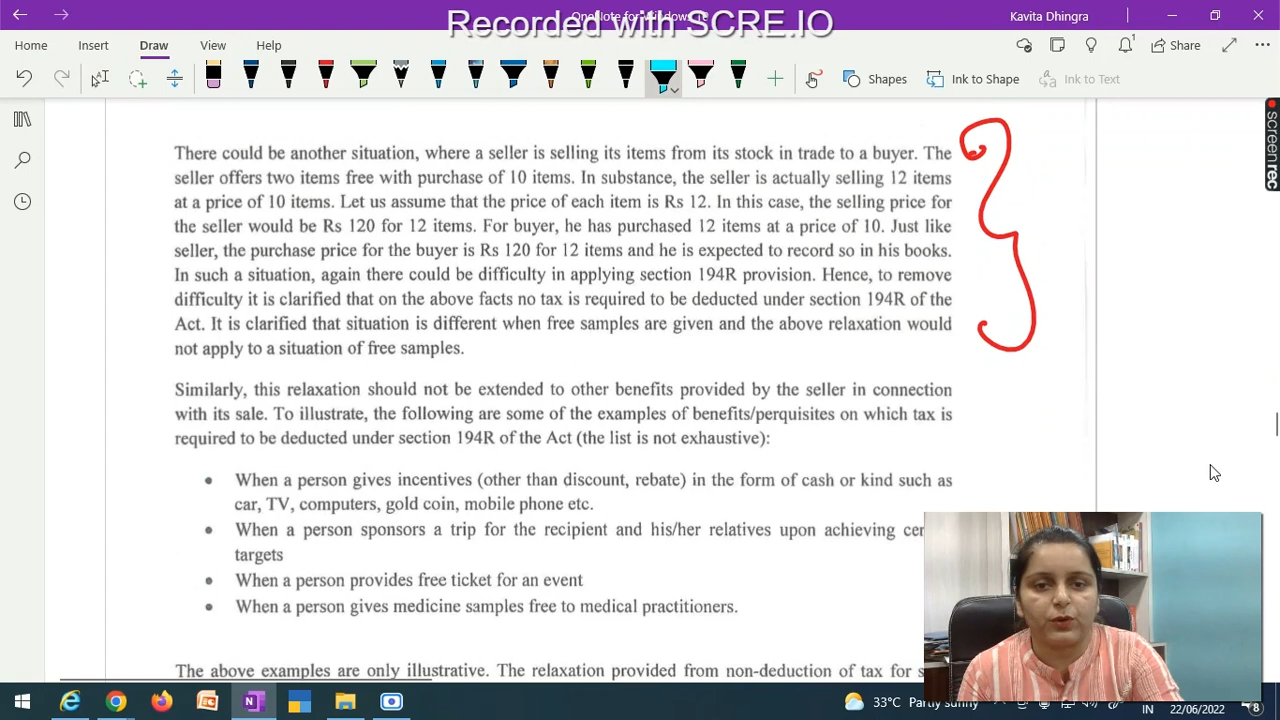 Recorded with SCRE.IO
Kavita Dhingra
Home Insert Draw View Help
Share
Shapes
Ink to Shape
Ink to Text
There could be another situation, where a seller is selling its items from its stock in trade to a buyer. The
seller offers two items free with purchase of 10 items. In substance, the seller is actually selling 12 items
at a price of 10 items. Let us assume that the price of each item is Rs 12. In this case, the selling price for
the seller would be Rs 120 for 12 items. For buyer, he has purchased 12 items at a price of 10. Just like
seller, the purchase price for the buyer is Rs 120 for 12 items and he is expected to record so in his books.
In such a situation, again there could be difficulty in applying section 194R provision. Hence, to remove
difficulty it is clarified that on the above facts no tax is required to be deducted under section 194R of the
Act. It is clarified that situation is different when free samples are given and the above relaxation would
not apply to a situation of free samples.
Similarly, this relaxation should not be extended to other benefits provided by the seller in connection
with its sale. To illustrate, the following are some of the examples of benefits/perquisites on which tax is
required to be deducted under section 194R of the Act (the list is not exhaustive):
• When a person gives incentives (other than discount, rebate) in the form of cash or kind such as
car, TV, computers, gold coin, mobile phone etc.
• When a person sponsors a trip for the recipient and his/her relatives upon achieving cer
targets
• When a person provides free ticket for an event
• When a person gives medicine samples free to medical practitioners.
The above examples are only illustrative. The relaxation provided from non-deduction of tax for s
screenrec
33°C Partly sunny
IN 22/06/2022 8